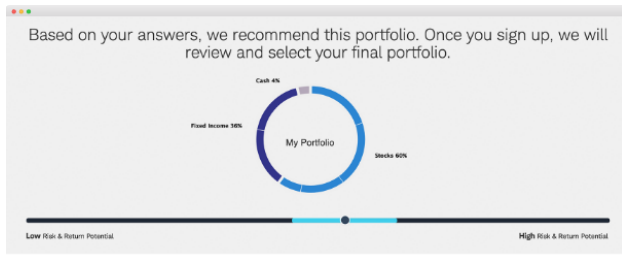 Based on your answers, we recommend this portfolio. Once you sign up, we will
review and select your final portfolio.
Cash 4%
Fixed Income 36%
My Portfolio
Stocks 60%
Low Risk & Return Potential
High Risk & Return Potential